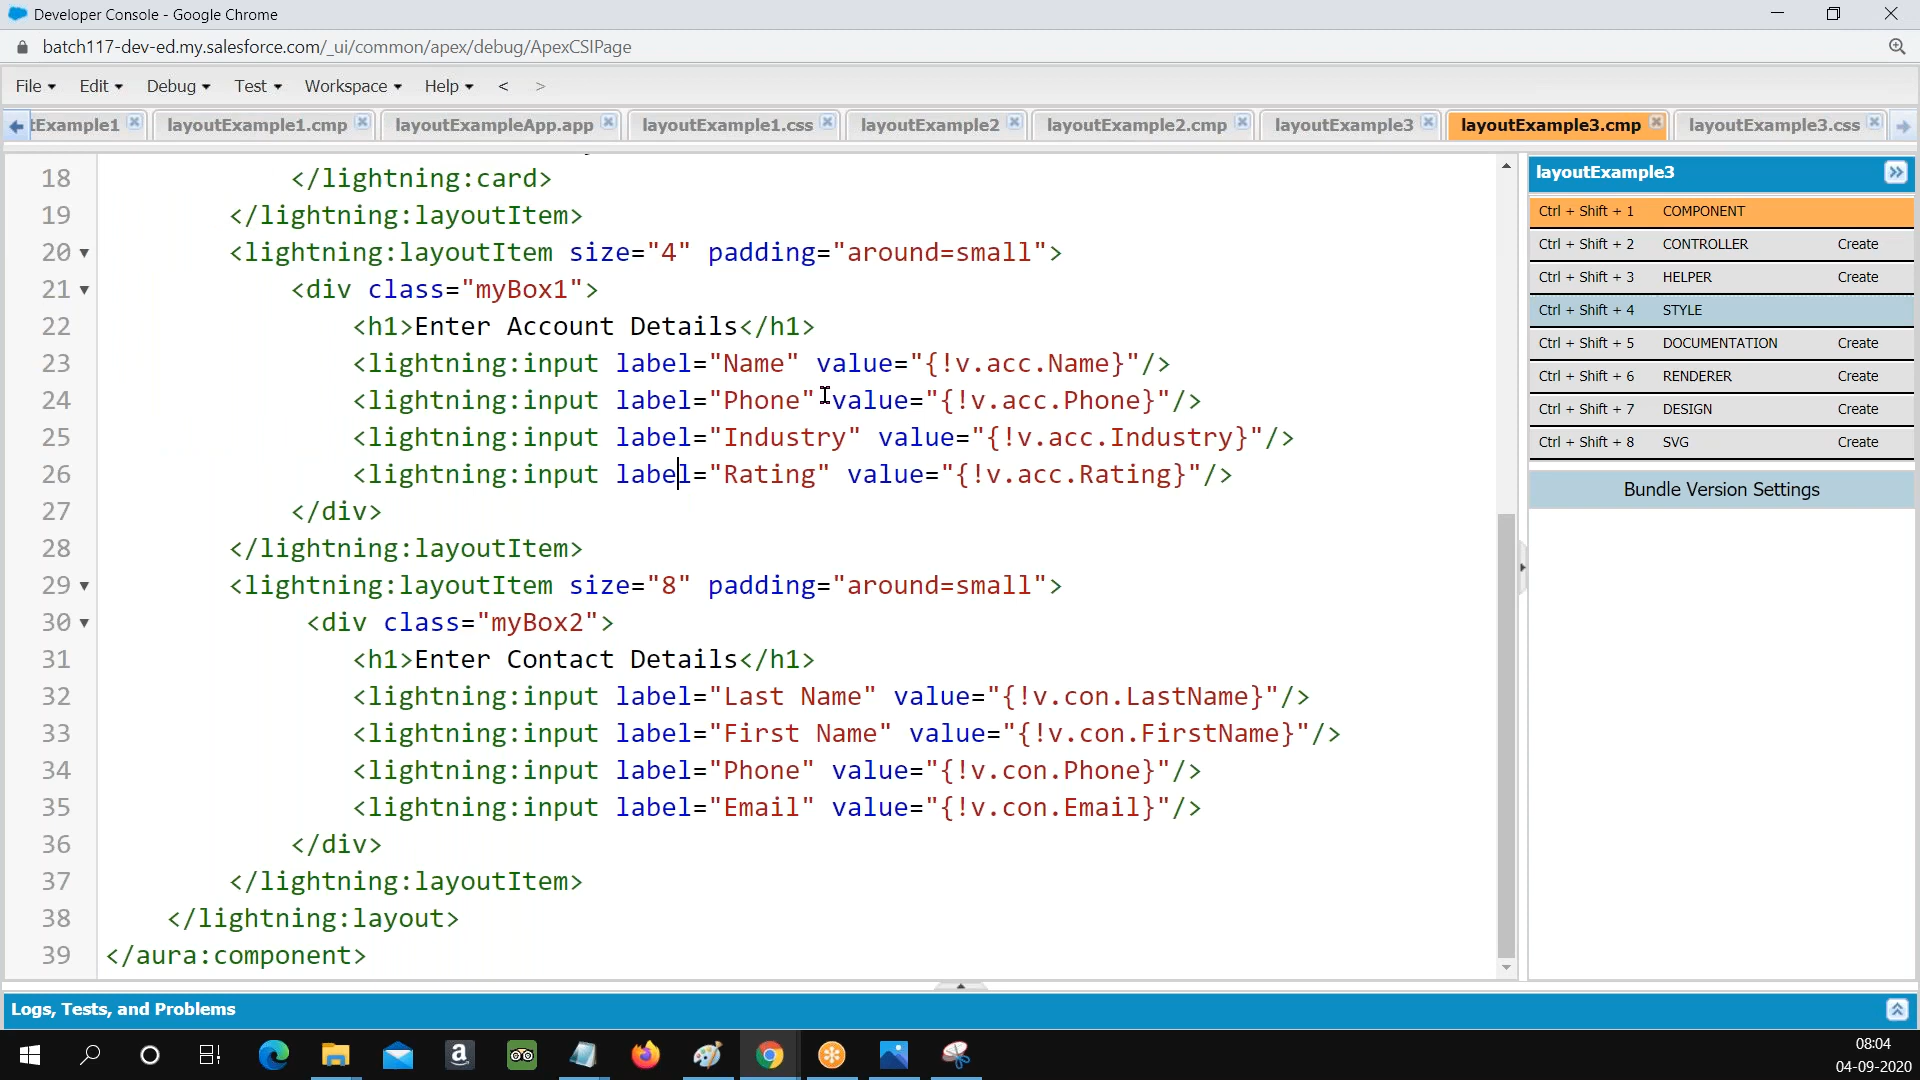 Developer Console - Google Chrome
batch117-dev-ed.my.salesforce.com/_ui/common/apex/debug/ApexCSIPage
File Edit Debug Test Workspace Help < >
tExample1 layoutExample1.cmp layoutExampleApp.app layoutExample1.css layoutExample2 layoutExample2.cmp layoutExample3 layoutExample3.cmp layoutExample3.css
18 </lightning:card>
19 </lightning:layoutItem>
20 <lightning:layoutItem size="4" padding="around=small">
21 <div class="myBox1">
22 <h1>Enter Account Details</h1>
23 <lightning:input label="Name" value="{!v.acc.Name}"/>
24 <lightning:input label="Phone" value="{!v.acc.Phone}"/>
25 <lightning:input label="Industry" value="{!v.acc.Industry}"/>
26 <lightning:input label="Rating" value="{!v.acc.Rating}"/>
27 </div>
28 </lightning:layoutItem>
29 <lightning:layoutItem size="8" padding="around=small">
30 <div class="myBox2">
31 <h1>Enter Contact Details</h1>
32 <lightning:input label="Last Name" value="{!v.con.LastName}"/>
33 <lightning:input label="First Name" value="{!v.con.FirstName}"/>
34 <lightning:input label="Phone" value="{!v.con.Phone}"/>
35 <lightning:input label="Email" value="{!v.con.Email}"/>
36 </div>
37 </lightning:layoutItem>
38 </lightning:layout>
39 </aura:component>
layoutExample3
Ctrl + Shift + 1 COMPONENT
Ctrl + Shift + 2 CONTROLLER Create
Ctrl + Shift + 3 HELPER Create
Ctrl + Shift + 4 STYLE
Ctrl + Shift + 5 DOCUMENTATION Create
Ctrl + Shift + 6 RENDERER Create
Ctrl + Shift + 7 DESIGN Create
Ctrl + Shift + 8 SVG Create
Bundle Version Settings
Logs, Tests, and Problems
08:04
04-09-2020